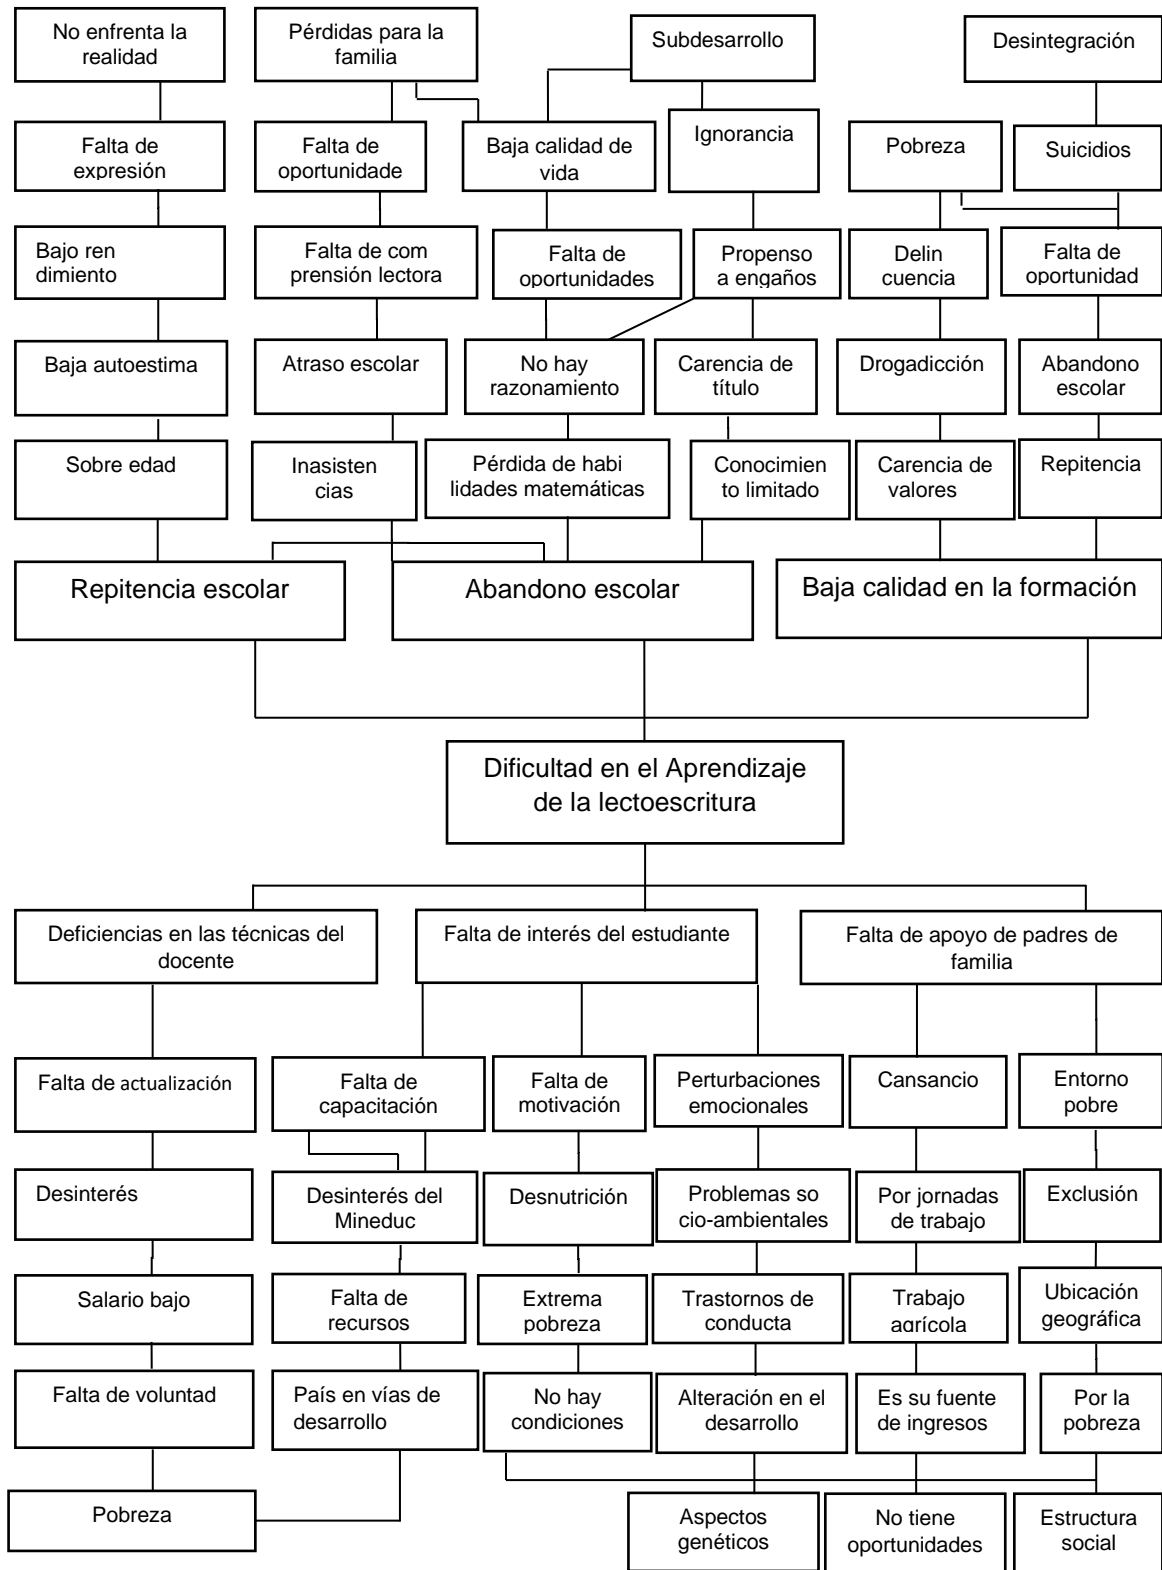 No enfrenta la
realidad
Pérdidas para la
familia
Subdesarrollo
Desintegración
Falta de
expresión
Falta de
oportunidade
Baja calidad de
vida
Ignorancia
Pobreza
Suicidios
Bajo ren
dimiento
Falta de com
prensión lectora
Falta de
oportunidades
Propenso
a engaños
Delin
cuencia
Falta de
oportunidad
Baja autoestima
Atraso escolar
No hay
razonamiento
Carencia de
título
Drogadicción
Abandono
escolar
Sobre edad
Inasisten
cias
Pérdida de habi
lidades matemáticas
Conocimien
to limitado
Carencia de
valores
Repitencia
Repitencia escolar
Abandono escolar
Baja calidad en la formación
Dificultad en el Aprendizaje
de la lectoescritura
Deficiencias en las técnicas del
docente
Falta de interés del estudiante
Falta de apoyo de padres de
familia
Falta de actualización
Falta de
capacitación
Falta de
motivación
Perturbaciones
emocionales
Cansancio
Entorno
pobre
Desinterés
Desinterés del
Mineduc
Desnutrición
Problemas so
cio-ambientales
Por jornadas
de trabajo
Exclusión
Salario bajo
Falta de
recursos
Extrema
pobreza
Trastornos de
conducta
Trabajo
agrícola
Ubicación
geográfica
Falta de voluntad
País en vías de
desarrollo
No hay
condiciones
Alteración en el
desarrollo
Es su fuente
de ingresos
Por la
pobreza
Pobreza
Aspectos
genéticos
No tiene
oportunidades
Estructura
social